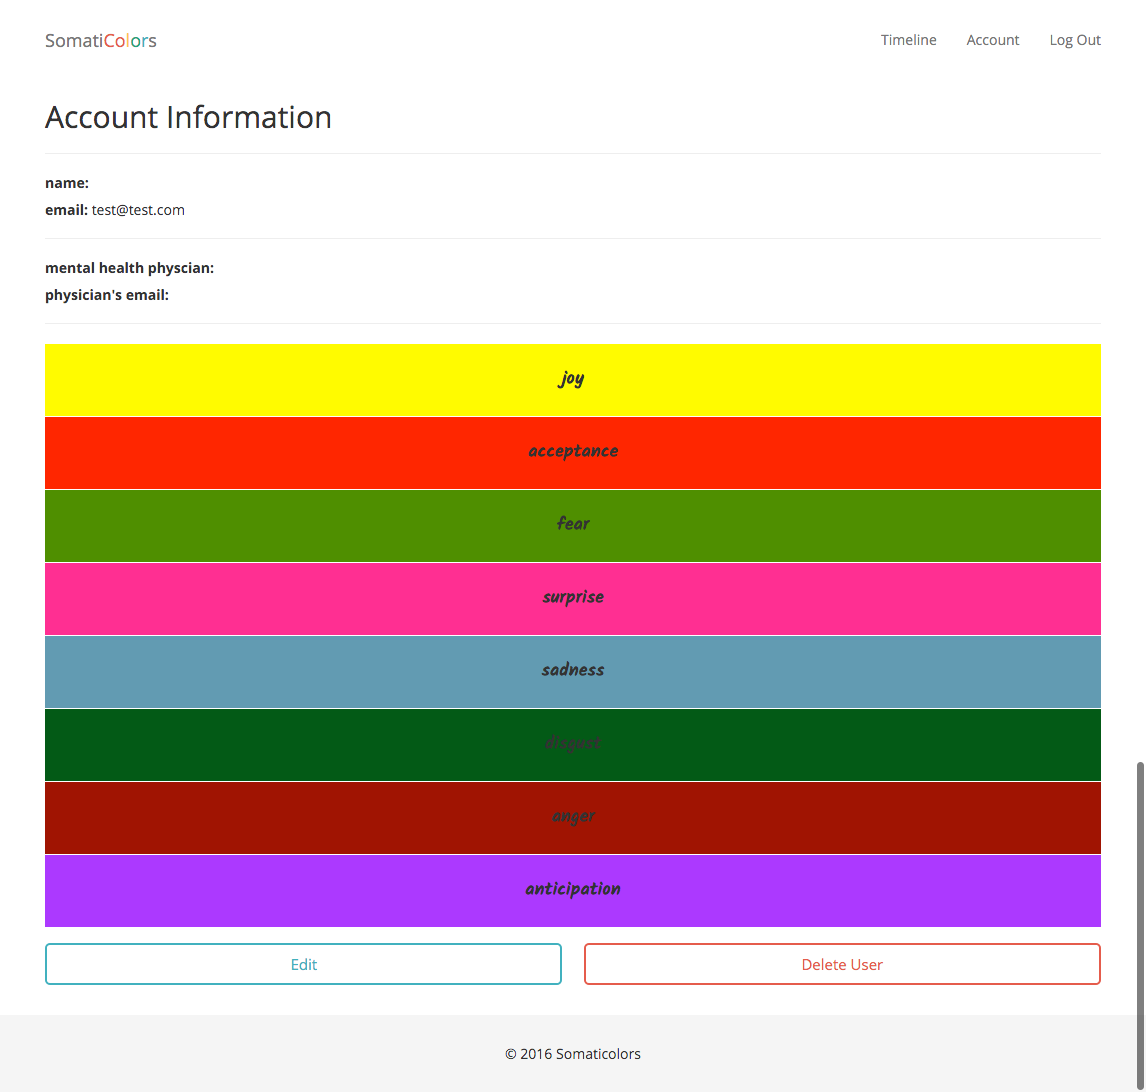 SomatiColors
Timeline Account Log Out
Account Information
name:
email: test@test.com
mental health physcian:
physician's email:
joy
acceptance
fear
surprise
sadness
disgust
anger
anticipation
Edit
Delete User
© 2016 Somaticolors